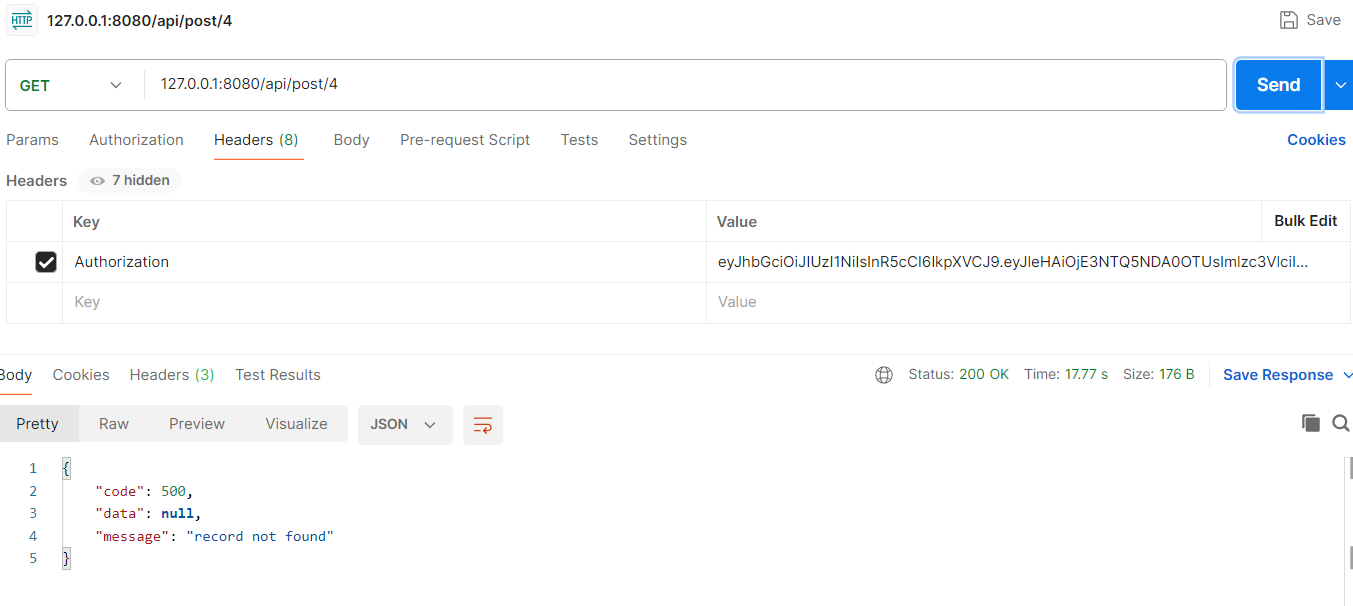 HTTP 127.0.0.1:8080/api/post/4 Save
GET 127.0.0.1:8080/api/post/4 Send
Params Authorization Headers (8) Body Pre-request Script Tests Settings Cookies
Headers 7 hidden
Key Value Bulk Edit
Authorization eyJhbGciOiJIUzI1NiIsInR5cCI6IkpXVCJ9.eyJleHAiOjE3NTQ5NDA0OTUsImlzc3VlciI...
Key Value
Body Cookies Headers (3) Test Results Status: 200 OK Time: 17.77 s Size: 176 B Save Response
Pretty Raw Preview Visualize JSON
1 {
2 "code": 500,
3 "data": null,
4 "message": "record not found"
5 }